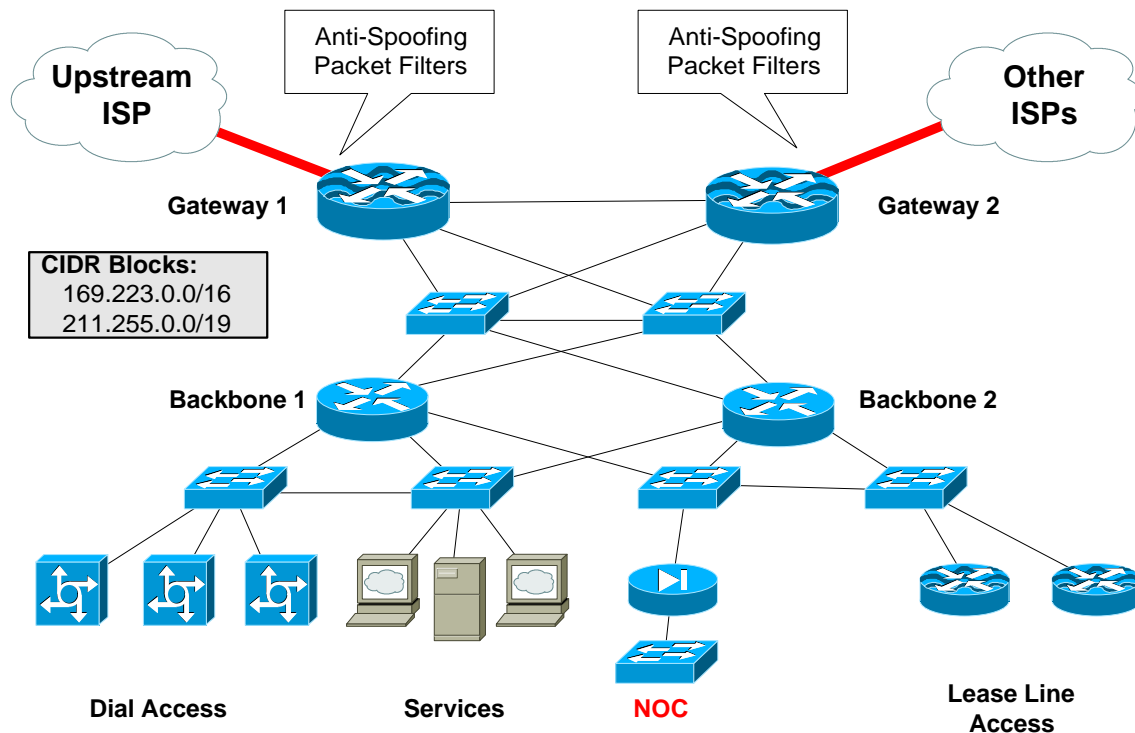 Anti-Spoofing
Packet Filters
Anti-Spoofing
Packet Filters
Upstream
ISP
Other
ISPs
Gateway 1
Gateway 2
CIDR Blocks:
169.223.0.0/16
211.255.0.0/19
Backbone 1
Backbone 2
Dial Access
Services
NOC
Lease Line
Access